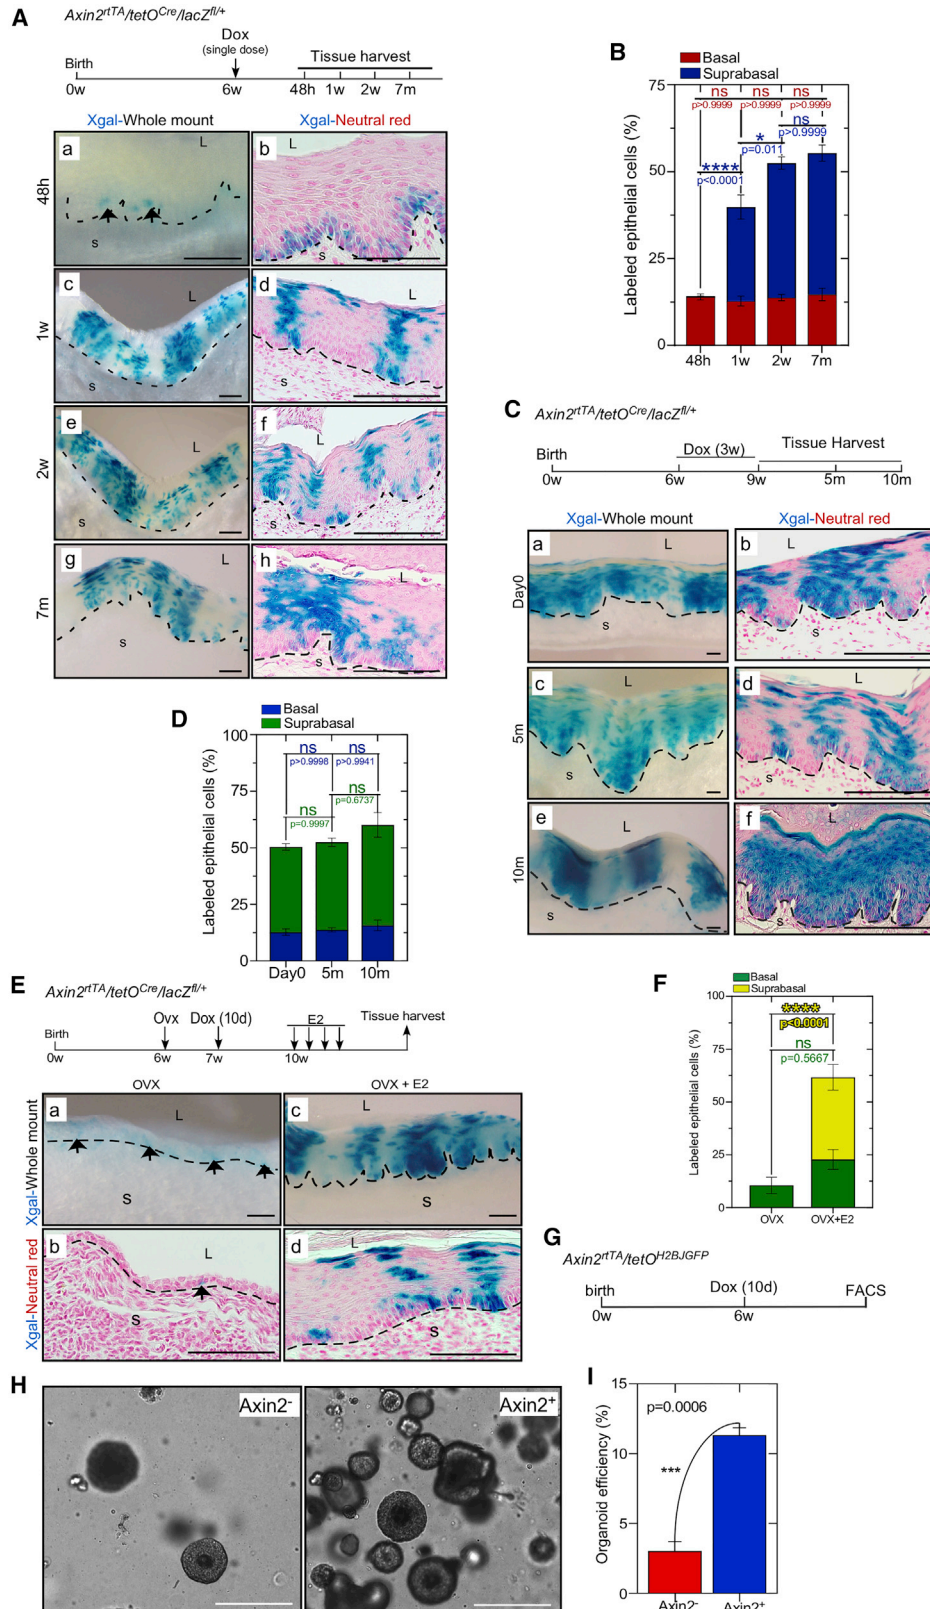 A
Axin2rtTA/tetOCre/lacZfl/+
Dox
(single dose)
Tissue harvest
Birth
0w 6w 48h 1w 2w 7m
Xgal-Whole mount Xgal-Neutral red
48h
a L s
b L s
1w
c L s
d L s
2w
e L s
f L s
7m
g L s
h L s
B
Basal
Suprabasal
Labeled epithelial cells (%)
75
50
25
0
ns ns ns
p>0.9999 p>0.9999 p>0.9999
ns
p>0.9999
*
p=0.011
****
p<0.0001
48h 1w 2w 7m
C
Axin2rtTA/tetOCre/lacZfl/+
Dox (3w) Tissue Harvest
Birth
0w 6w 9w 5m 10m
Xgal-Whole mount Xgal-Neutral red
Day0
a L s
b L s
5m
c L s
d L s
10m
e L s
f L s
D
Basal
Suprabasal
Labeled epithelial cells (%)
100
75
50
25
0
ns ns
p>0.9998 p>0.9941
ns
p=0.6737
ns
p=0.9997
Day0 5m 10m
E
Axin2rtTA/tetOCre/lacZfl/+
Ovx Dox (10d) E2 Tissue harvest
Birth
0w 6w 7w 10w
OVX OVX + E2
Xgal-Whole mount
a L s
c L s
Xgal-Neutral red
b L s
d L s
F
Basal
Suprabasal
Labeled epithelial cells (%)
100
75
50
25
0
****
p<0.0001
ns
p=0.5667
OVX OVX+E2
G
Axin2rtTA/tetOH2BJGFP
birth Dox (10d) FACS
0w 6w
H
Axin2-
Axin2+
I
Organoid efficiency (%)
15
10
5
0
p=0.0006
***
Axin2- Axin2+